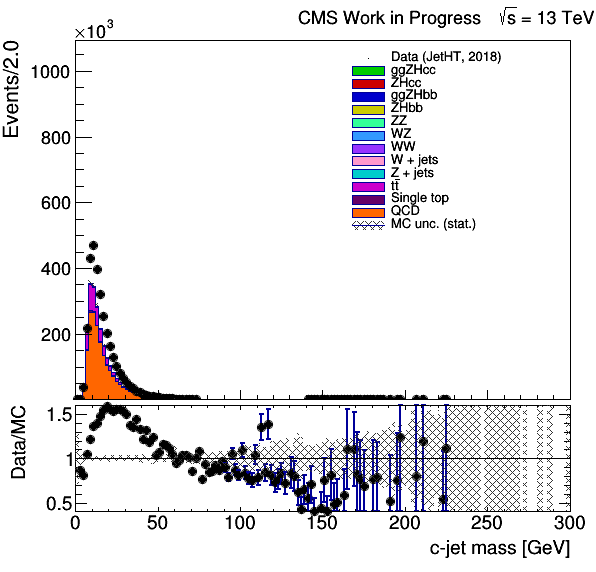 CMS Work in Progress √s = 13 TeV
×10³
Events/2.0
1000
800
600
400
200
Data (JetHT, 2018)
ggZHcc
ZHcc
ggZHbb
ZHbb
ZZ
WZ
WW
W + jets
Z + jets
tt̄
Single top
QCD
MC unc. (stat.)
Data/MC
1.5
1
0.5
0 50 100 150 200 250 300
c-jet mass [GeV]